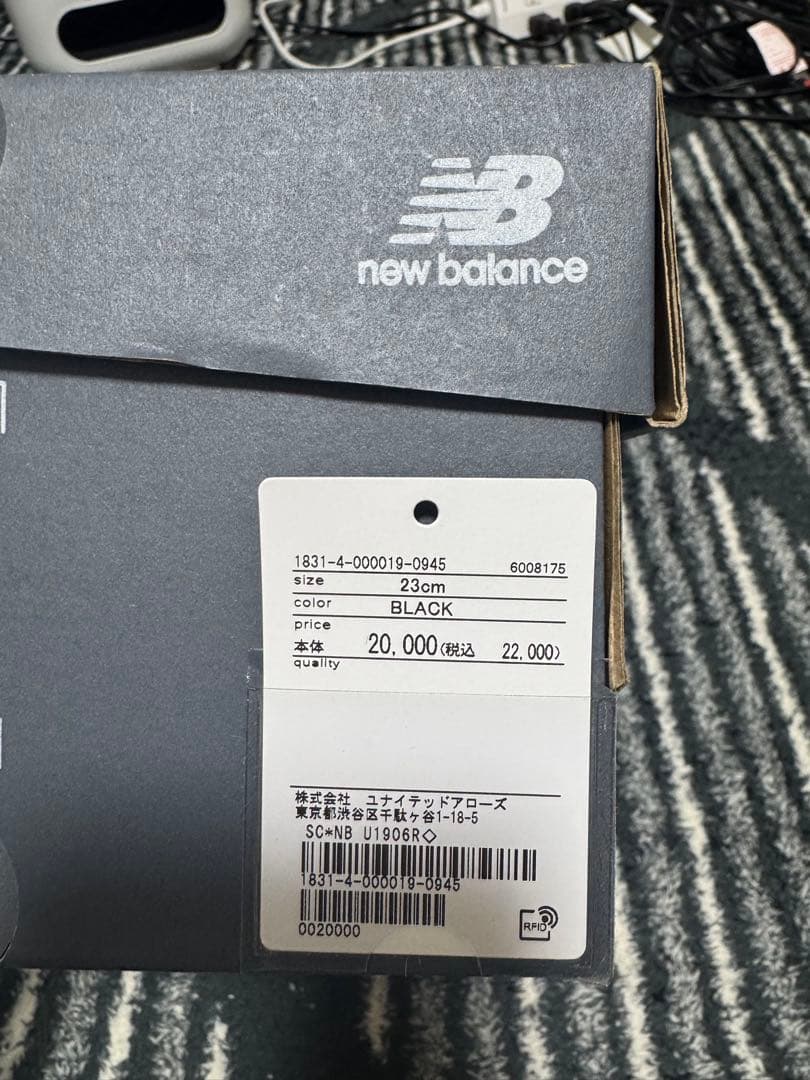 NB
new balance
1831-4-000019-0945 6008175
size 23cm
color BLACK
price
本体 20,000(税込 22,000)
quality
株式会社 ユナイテッドアローズ
東京都渋谷区千駄ヶ谷1-18-5
SC*NB U1906R◇
1831-4-000019-0945
0020000
RFID